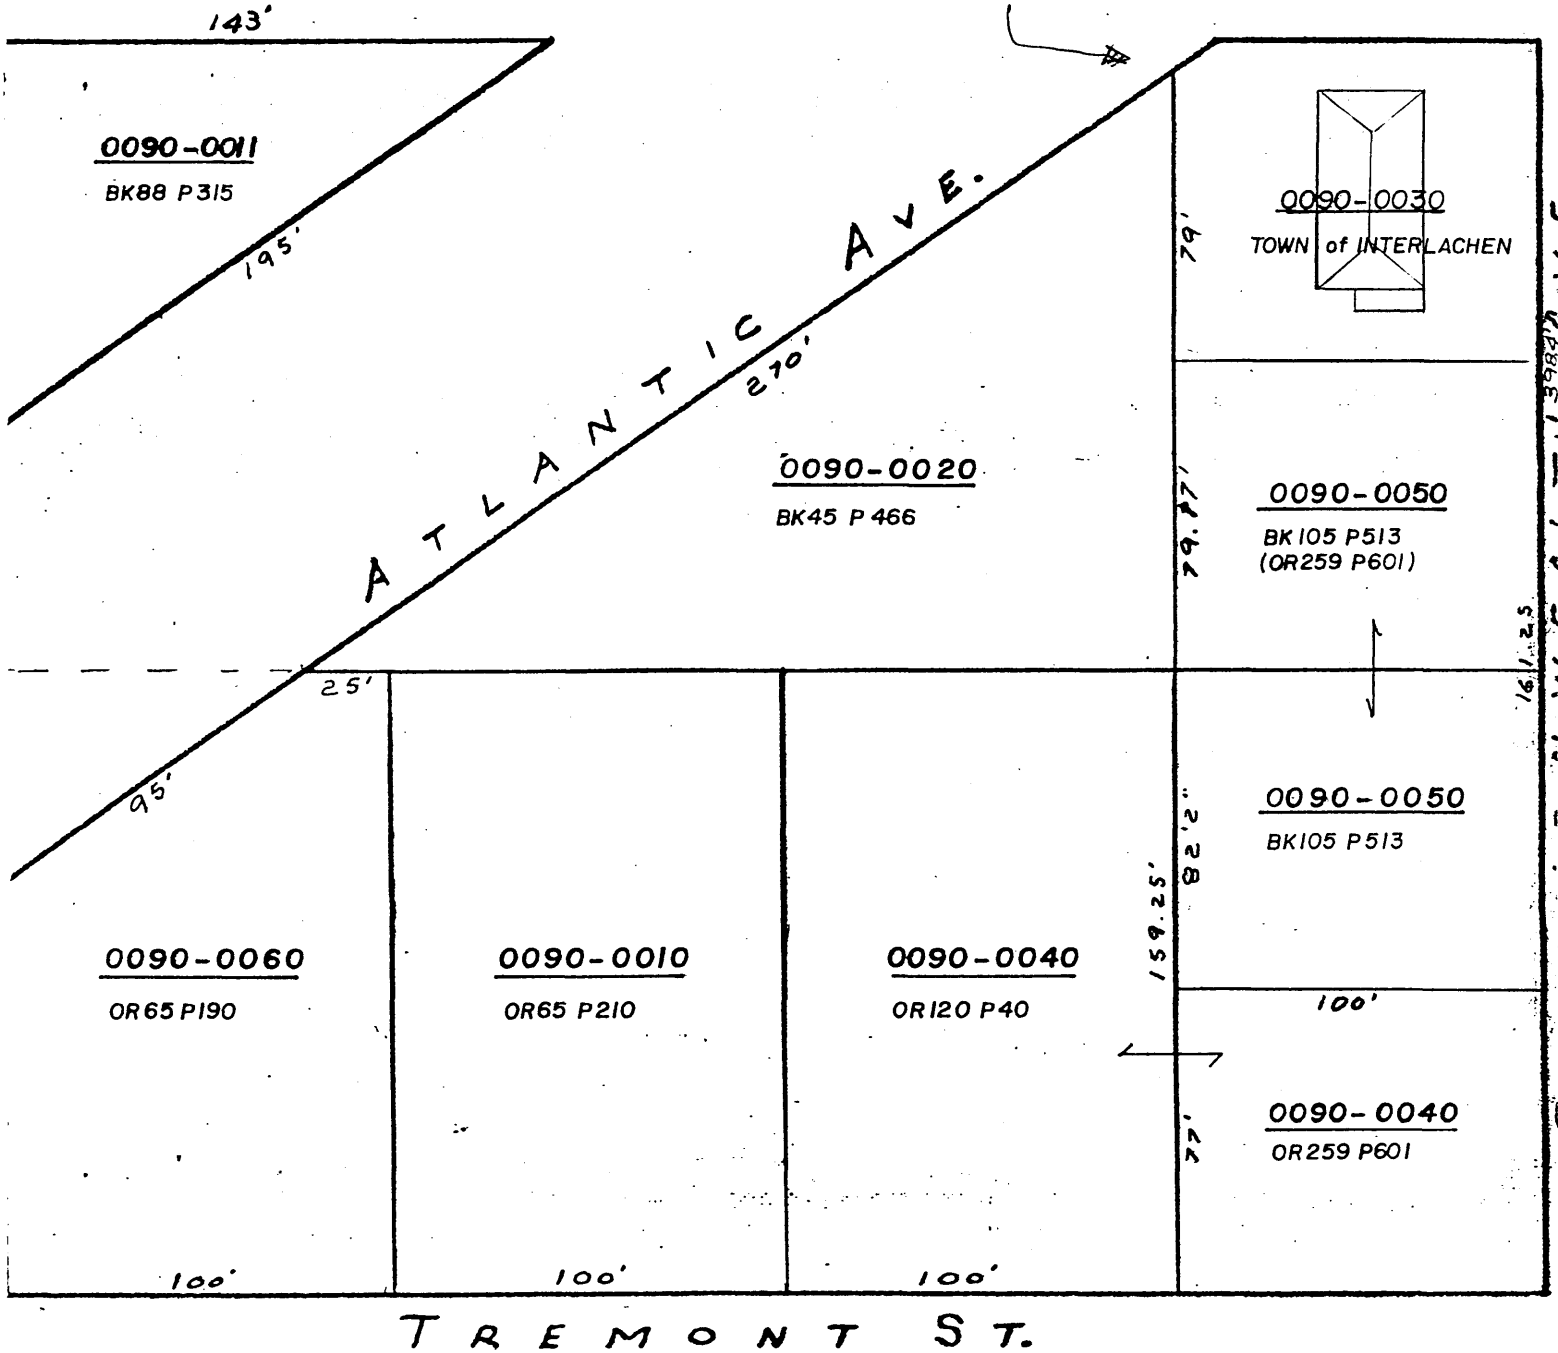 143'
0090-0011
BK88 P315
195'
ATLANTIC AVE.
270'
79'
0090-0030
TOWN of INTERLACHEN
0090-0020
BK45 P 466
79.77'
0090-0050
BK105 P513
(OR259 P601)
161.25
25'
95'
82'2"
159.25'
0090-0050
BK105 P513
0090-0060
OR65 P190
0090-0010
OR65 P210
0090-0040
OR120 P40
100'
77'
0090-0040
OR259 P601
100'
100'
100'
TREMONT ST.